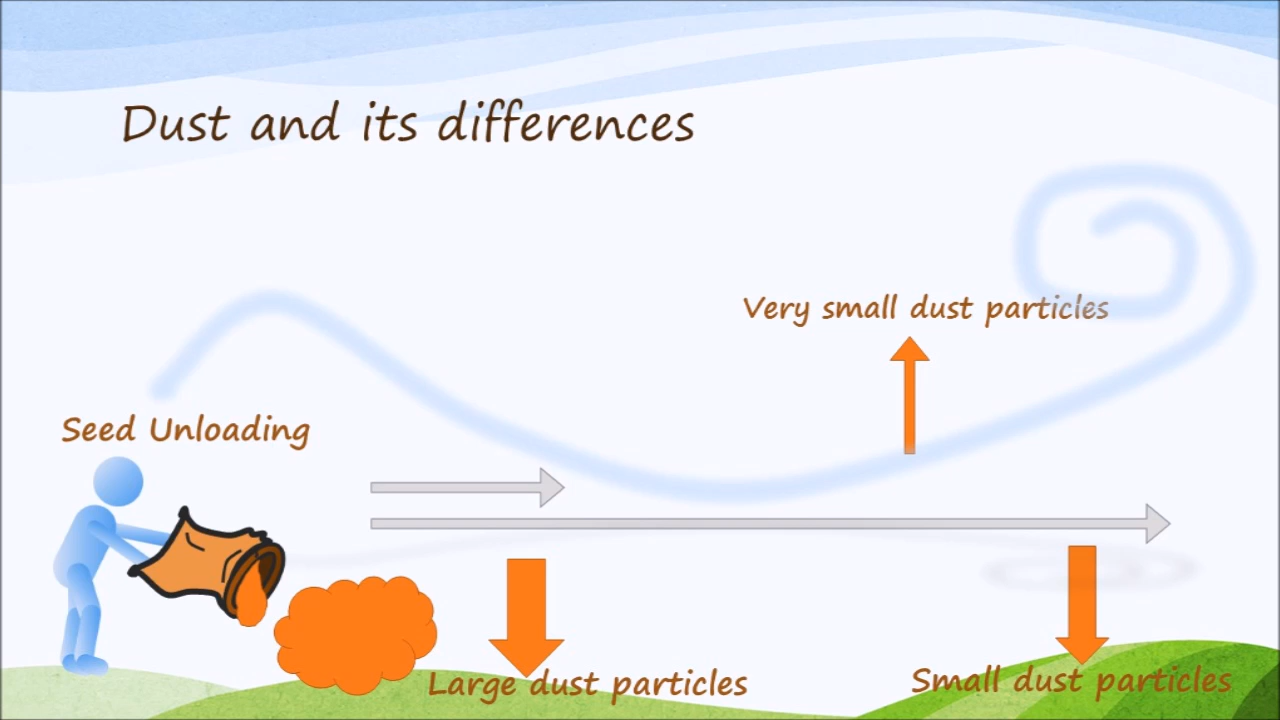 Dust and its differences
Very small dust particles
Seed Unloading
Large dust particles
Small dust particles